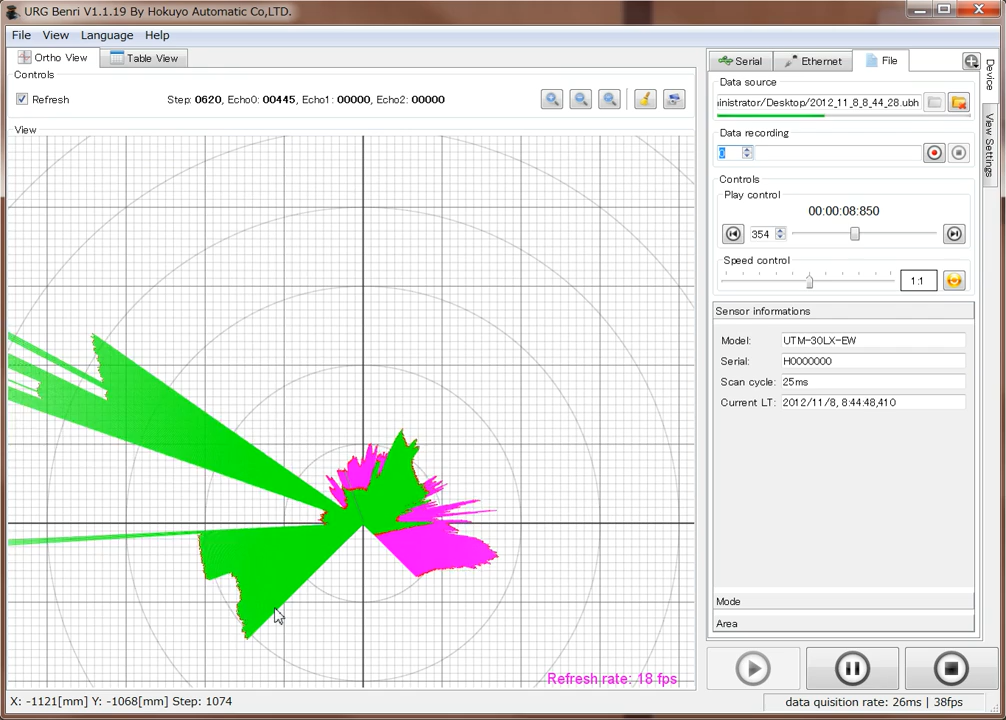 URG Benri V1.1.19 By Hokuyo Automatic Co,LTD.
File View Language Help
Ortho View Table View
Controls
Refresh
Step: 0620, Echo0: 00445, Echo1: 00000, Echo2: 00000
View
Refresh rate: 18 fps
X: -1121[mm] Y: -1068[mm] Step: 1074
Serial Ethernet File
Data source
inistrator/Desktop/2012_11_8_8_44_28.ubh
Data recording
0
Controls
Play control
00:00:08:850
354
Speed control
1:1
Sensor informations
Model: UTM-30LX-EW
Serial: H0000000
Scan cycle: 25ms
Current LT: 2012/11/8, 8:44:48,410
Mode
Area
data quisition rate: 26ms | 38fps
Device
View Settings